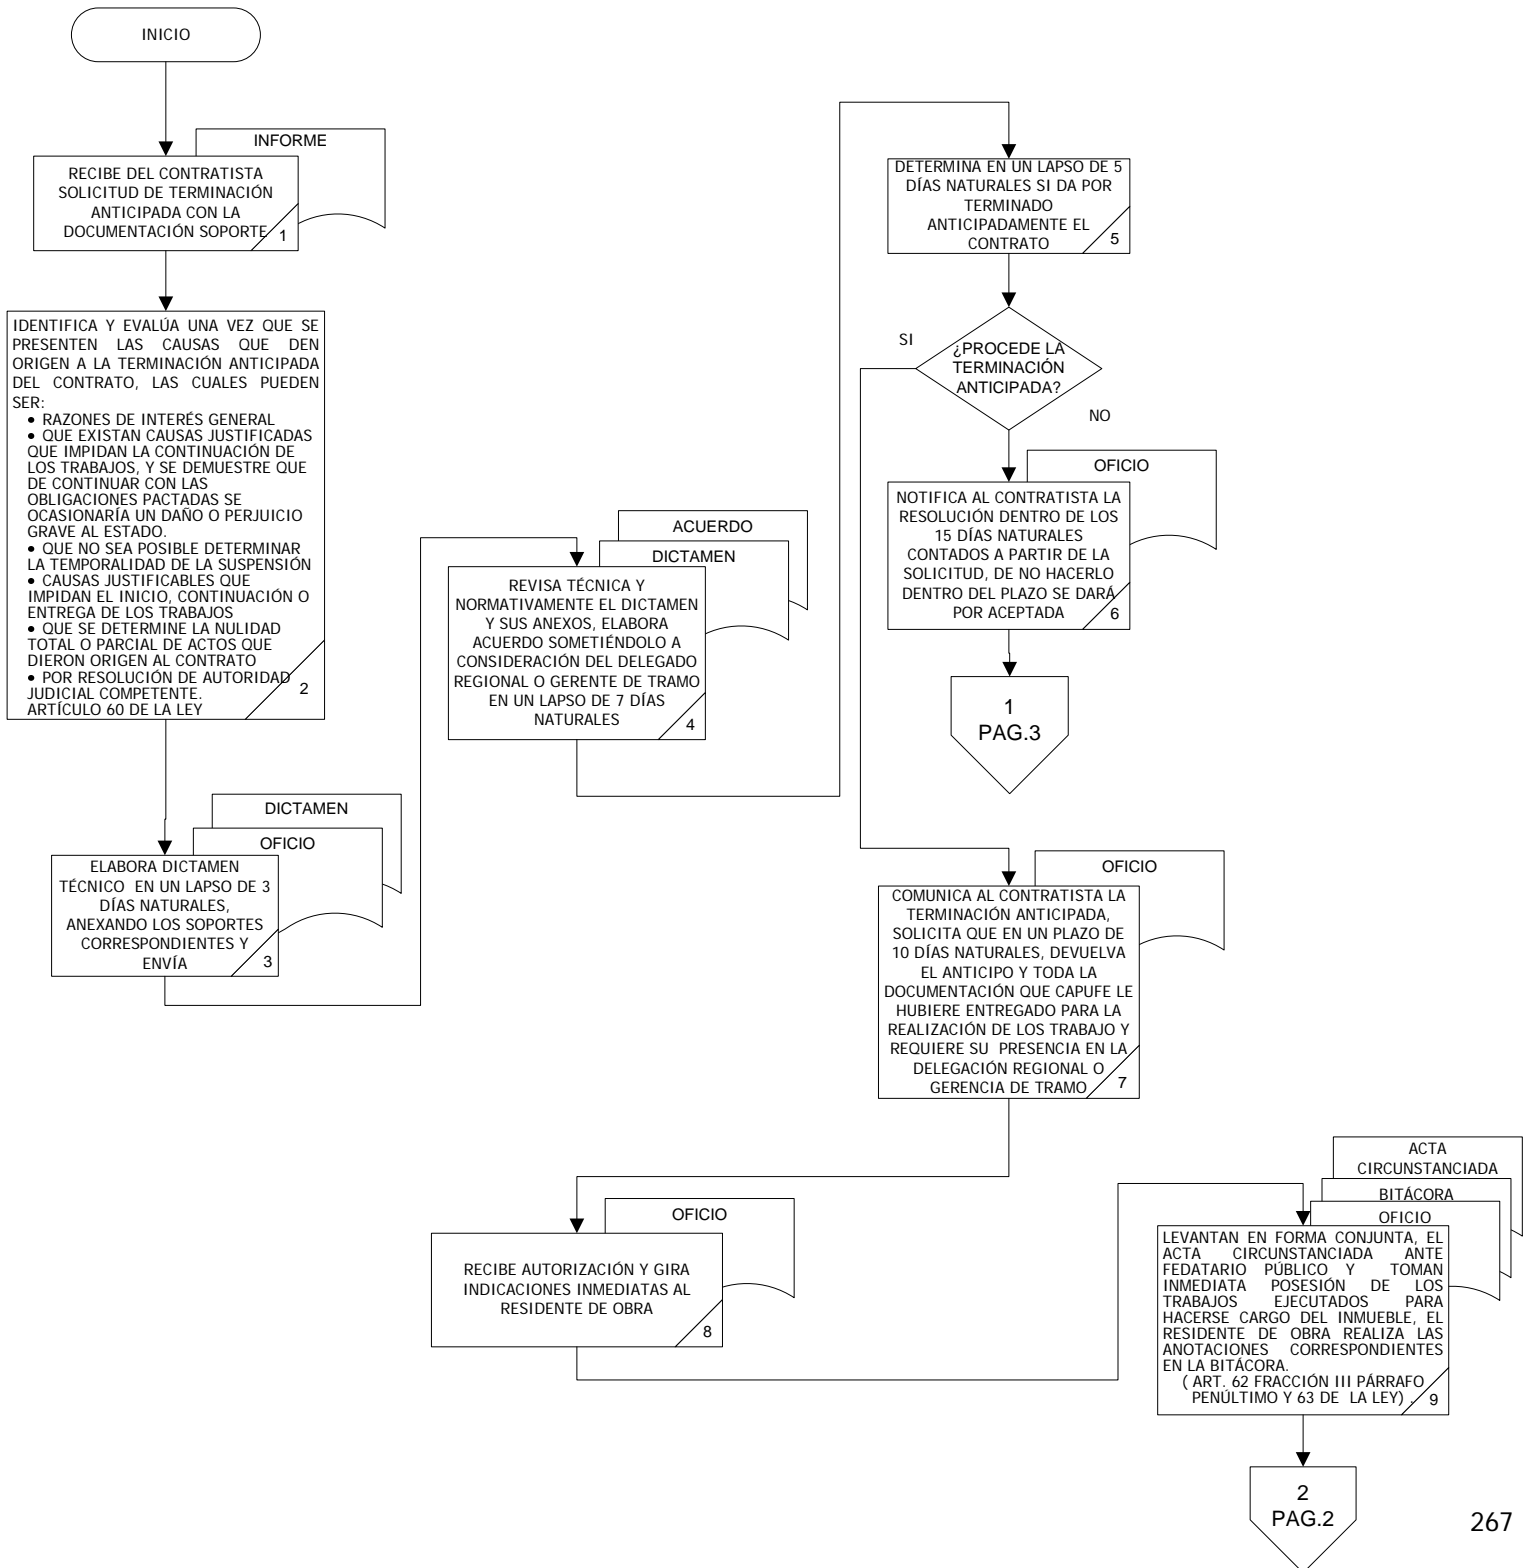 INICIO
INFORME
RECIBE DEL CONTRATISTA
SOLICITUD DE TERMINACIÓN
ANTICIPADA CON LA
DOCUMENTACIÓN SOPORTE
1
IDENTIFICA Y EVALÚA UNA VEZ QUE SE
PRESENTEN LAS CAUSAS QUE DEN
ORIGEN A LA TERMINACIÓN ANTICIPADA
DEL CONTRATO, LAS CUALES PUEDEN
SER:
• RAZONES DE INTERÉS GENERAL
• QUE EXISTAN CAUSAS JUSTIFICADAS
QUE IMPIDAN LA CONTINUACIÓN DE
LOS TRABAJOS, Y SE DEMUESTRE QUE
DE CONTINUAR CON LAS
OBLIGACIONES PACTADAS SE
OCASIONARÍA UN DAÑO O PERJUICIO
GRAVE AL ESTADO.
• QUE NO SEA POSIBLE DETERMINAR
LA TEMPORALIDAD DE LA SUSPENSIÓN
• CAUSAS JUSTIFICABLES QUE
IMPIDAN EL INICIO, CONTINUACIÓN O
ENTREGA DE LOS TRABAJOS
• QUE SE DETERMINE LA NULIDAD
TOTAL O PARCIAL DE ACTOS QUE
DIERON ORIGEN AL CONTRATO
• POR RESOLUCIÓN DE AUTORIDAD
JUDICIAL COMPETENTE.
ARTÍCULO 60 DE LA LEY
2
DICTAMEN
OFICIO
ELABORA DICTAMEN
TÉCNICO EN UN LAPSO DE 3
DÍAS NATURALES,
ANEXANDO LOS SOPORTES
CORRESPONDIENTES Y
ENVÍA
3
ACUERDO
DICTAMEN
REVISA TÉCNICA Y
NORMATIVAMENTE EL DICTAMEN
Y SUS ANEXOS, ELABORA
ACUERDO SOMETIÉNDOLO A
CONSIDERACIÓN DEL DELEGADO
REGIONAL O GERENTE DE TRAMO
EN UN LAPSO DE 7 DÍAS
NATURALES
4
DETERMINA EN UN LAPSO DE 5
DÍAS NATURALES SI DA POR
TERMINADO
ANTICIPADAMENTE EL
CONTRATO
5
¿PROCEDE LA
TERMINACIÓN
ANTICIPADA?
SI
NO
OFICIO
NOTIFICA AL CONTRATISTA LA
RESOLUCIÓN DENTRO DE LOS
15 DÍAS NATURALES
CONTADOS A PARTIR DE LA
SOLICITUD, DE NO HACERLO
DENTRO DEL PLAZO SE DARÁ
POR ACEPTADA
6
1
PAG.3
OFICIO
COMUNICA AL CONTRATISTA LA
TERMINACIÓN ANTICIPADA,
SOLICITA QUE EN UN PLAZO DE
10 DÍAS NATURALES, DEVUELVA
EL ANTICIPO Y TODA LA
DOCUMENTACIÓN QUE CAPUFE LE
HUBIERE ENTREGADO PARA LA
REALIZACIÓN DE LOS TRABAJO Y
REQUIERE SU PRESENCIA EN LA
DELEGACIÓN REGIONAL O
GERENCIA DE TRAMO
7
OFICIO
RECIBE AUTORIZACIÓN Y GIRA
INDICACIONES INMEDIATAS AL
RESIDENTE DE OBRA
8
ACTA
CIRCUNSTANCIADA
BITÁCORA
OFICIO
LEVANTAN EN FORMA CONJUNTA, EL
ACTA CIRCUNSTANCIADA ANTE
FEDATARIO PÚBLICO Y TOMAN
INMEDIATA POSESIÓN DE LOS
TRABAJOS EJECUTADOS PARA
HACERSE CARGO DEL INMUEBLE, EL
RESIDENTE DE OBRA REALIZA LAS
ANOTACIONES CORRESPONDIENTES
EN LA BITÁCORA.
( ART. 62 FRACCIÓN III PÁRRAFO
PENÚLTIMO Y 63 DE LA LEY) .
9
2
PAG.2
267